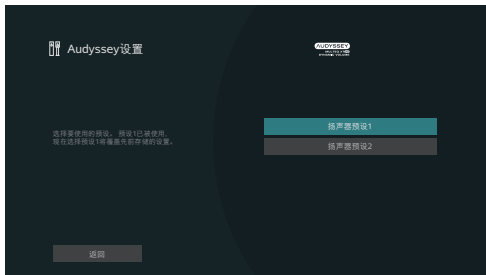 Audyssey设置
AUDYSSEY
选择要使用的预设。 预设1已被使用.
现在选择预设1将覆盖先前存储的设置。
扬声器预设1
扬声器预设2
返回